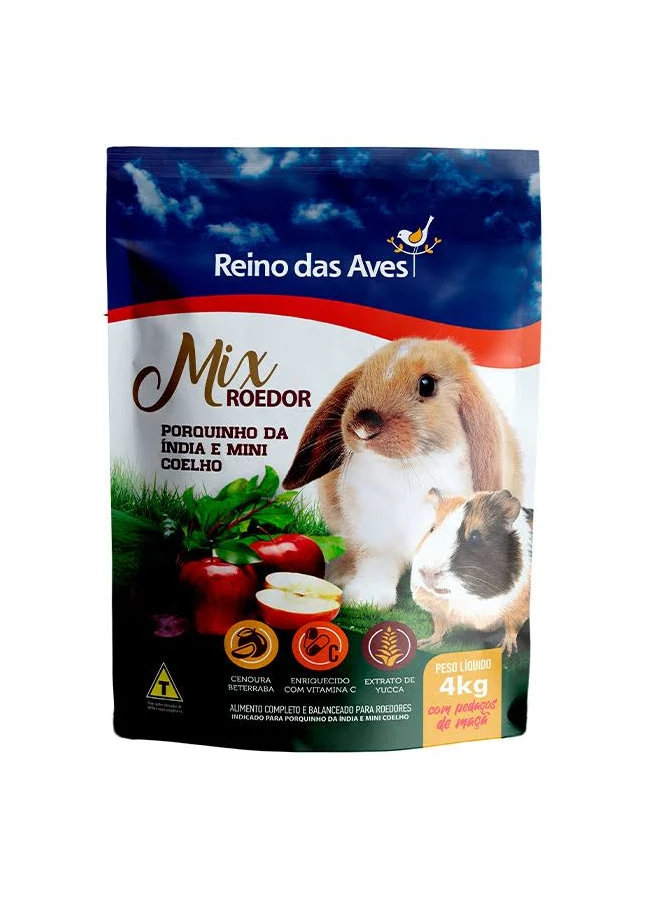 Reino das Aves
Mix
ROEDOR
PORQUINHO DA
ÍNDIA E MINI
COELHO
C
CENOURA
BETERRABA
ENRIQUECIDO
COM VITAMINA C
EXTRATO DE
YUCCA
PESO LÍQUIDO
4kg
com pedaços
de maçã
T
ALIMENTO COMPLETO E BALANCEADO PARA ROEDORES
INDICADO PARA PORQUINHO DA ÍNDIA E MINI COELHO